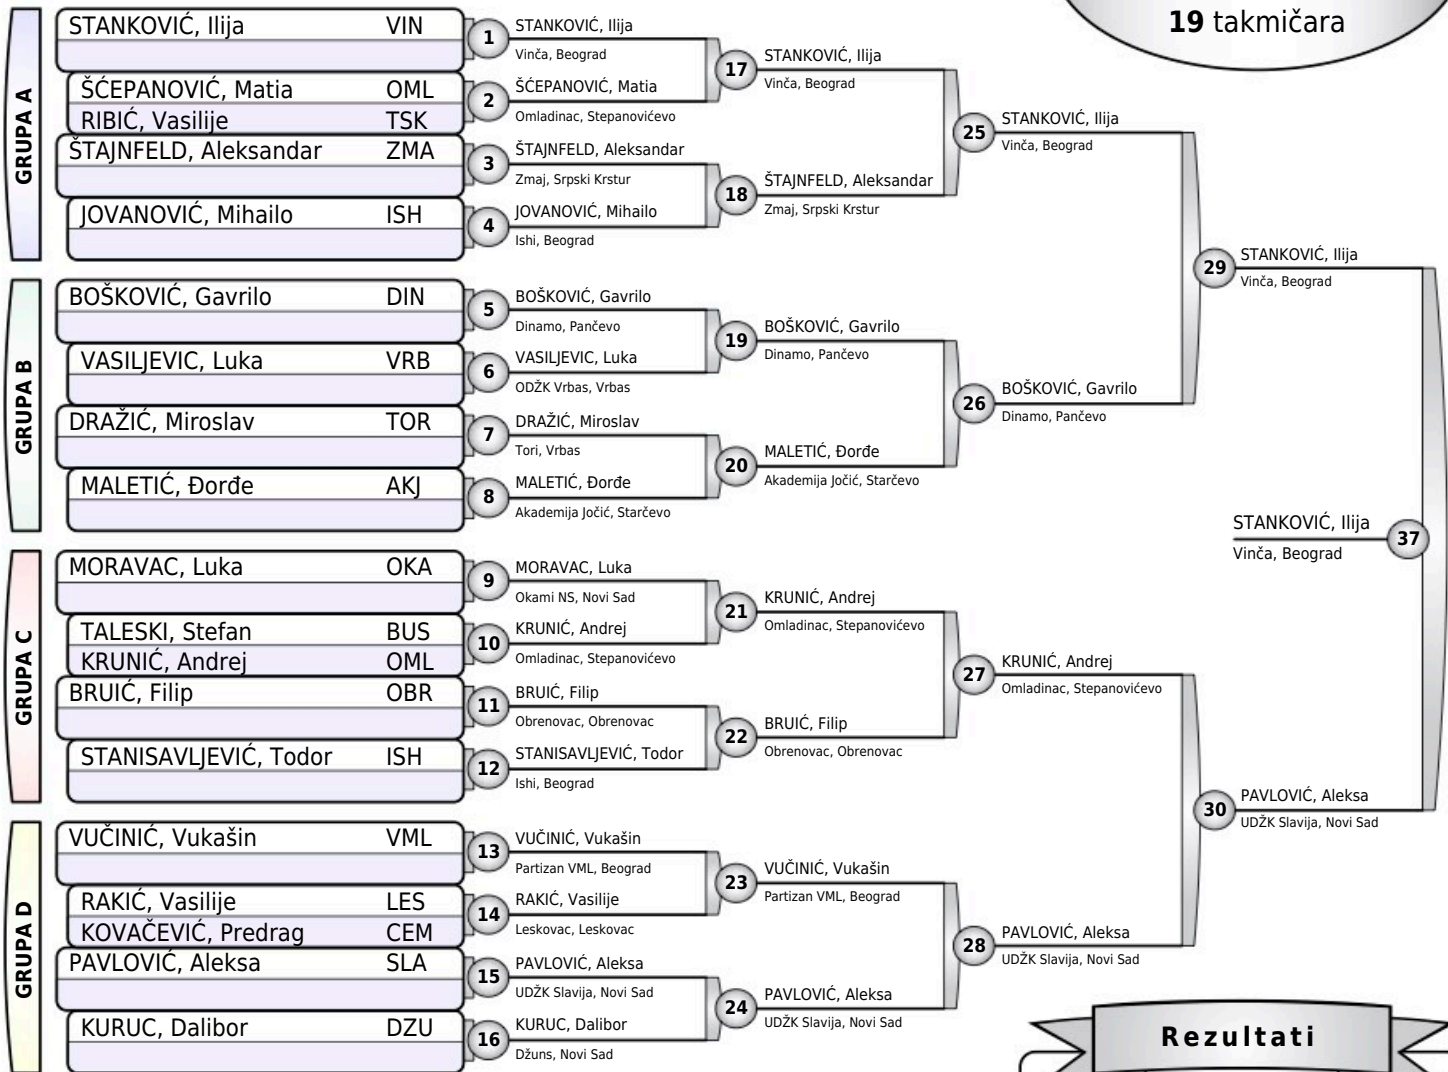 19 takmičara
GRUPA A
STANKOVIĆ, Ilija VIN
ŠĆEPANOVIĆ, Matia OML
RIBIĆ, Vasilije TSK
ŠTAJNFELD, Aleksandar ZMA
JOVANOVIĆ, Mihailo ISH
GRUPA B
BOŠKOVIĆ, Gavrilo DIN
VASILJEVIC, Luka VRB
DRAŽIĆ, Miroslav TOR
MALETIĆ, Đorđe AKJ
GRUPA C
MORAVAC, Luka OKA
TALESKI, Stefan BUS
KRUNIĆ, Andrej OML
BRUIĆ, Filip OBR
STANISAVLJEVIĆ, Todor ISH
GRUPA D
VUČINIĆ, Vukašin VML
RAKIĆ, Vasilije LES
KOVAČEVIĆ, Predrag CEM
PAVLOVIĆ, Aleksa SLA
KURUC, Dalibor DZU
1 STANKOVIĆ, Ilija
Vinča, Beograd
2 ŠĆEPANOVIĆ, Matia
Omladinac, Stepanovićevo
3 ŠTAJNFELD, Aleksandar
Zmaj, Srpski Krstur
4 JOVANOVIĆ, Mihailo
Ishi, Beograd
5 BOŠKOVIĆ, Gavrilo
Dinamo, Pančevo
6 VASILJEVIC, Luka
ODŽK Vrbas, Vrbas
7 DRAŽIĆ, Miroslav
Tori, Vrbas
8 MALETIĆ, Đorđe
Akademija Jočić, Starčevo
9 MORAVAC, Luka
Okami NS, Novi Sad
10 KRUNIĆ, Andrej
Omladinac, Stepanovićevo
11 BRUIĆ, Filip
Obrenovac, Obrenovac
12 STANISAVLJEVIĆ, Todor
Ishi, Beograd
13 VUČINIĆ, Vukašin
Partizan VML, Beograd
14 RAKIĆ, Vasilije
Leskovac, Leskovac
15 PAVLOVIĆ, Aleksa
UDŽK Slavija, Novi Sad
16 KURUC, Dalibor
Džuns, Novi Sad
17 STANKOVIĆ, Ilija
Vinča, Beograd
18 ŠTAJNFELD, Aleksandar
Zmaj, Srpski Krstur
19 BOŠKOVIĆ, Gavrilo
Dinamo, Pančevo
20 MALETIĆ, Đorđe
Akademija Jočić, Starčevo
21 KRUNIĆ, Andrej
Omladinac, Stepanovićevo
22 BRUIĆ, Filip
Obrenovac, Obrenovac
23 VUČINIĆ, Vukašin
Partizan VML, Beograd
24 PAVLOVIĆ, Aleksa
UDŽK Slavija, Novi Sad
25 STANKOVIĆ, Ilija
Vinča, Beograd
26 BOŠKOVIĆ, Gavrilo
Dinamo, Pančevo
27 KRUNIĆ, Andrej
Omladinac, Stepanovićevo
28 PAVLOVIĆ, Aleksa
UDŽK Slavija, Novi Sad
29 STANKOVIĆ, Ilija
Vinča, Beograd
30 PAVLOVIĆ, Aleksa
UDŽK Slavija, Novi Sad
STANKOVIĆ, Ilija 37
Vinča, Beograd
Rezultati